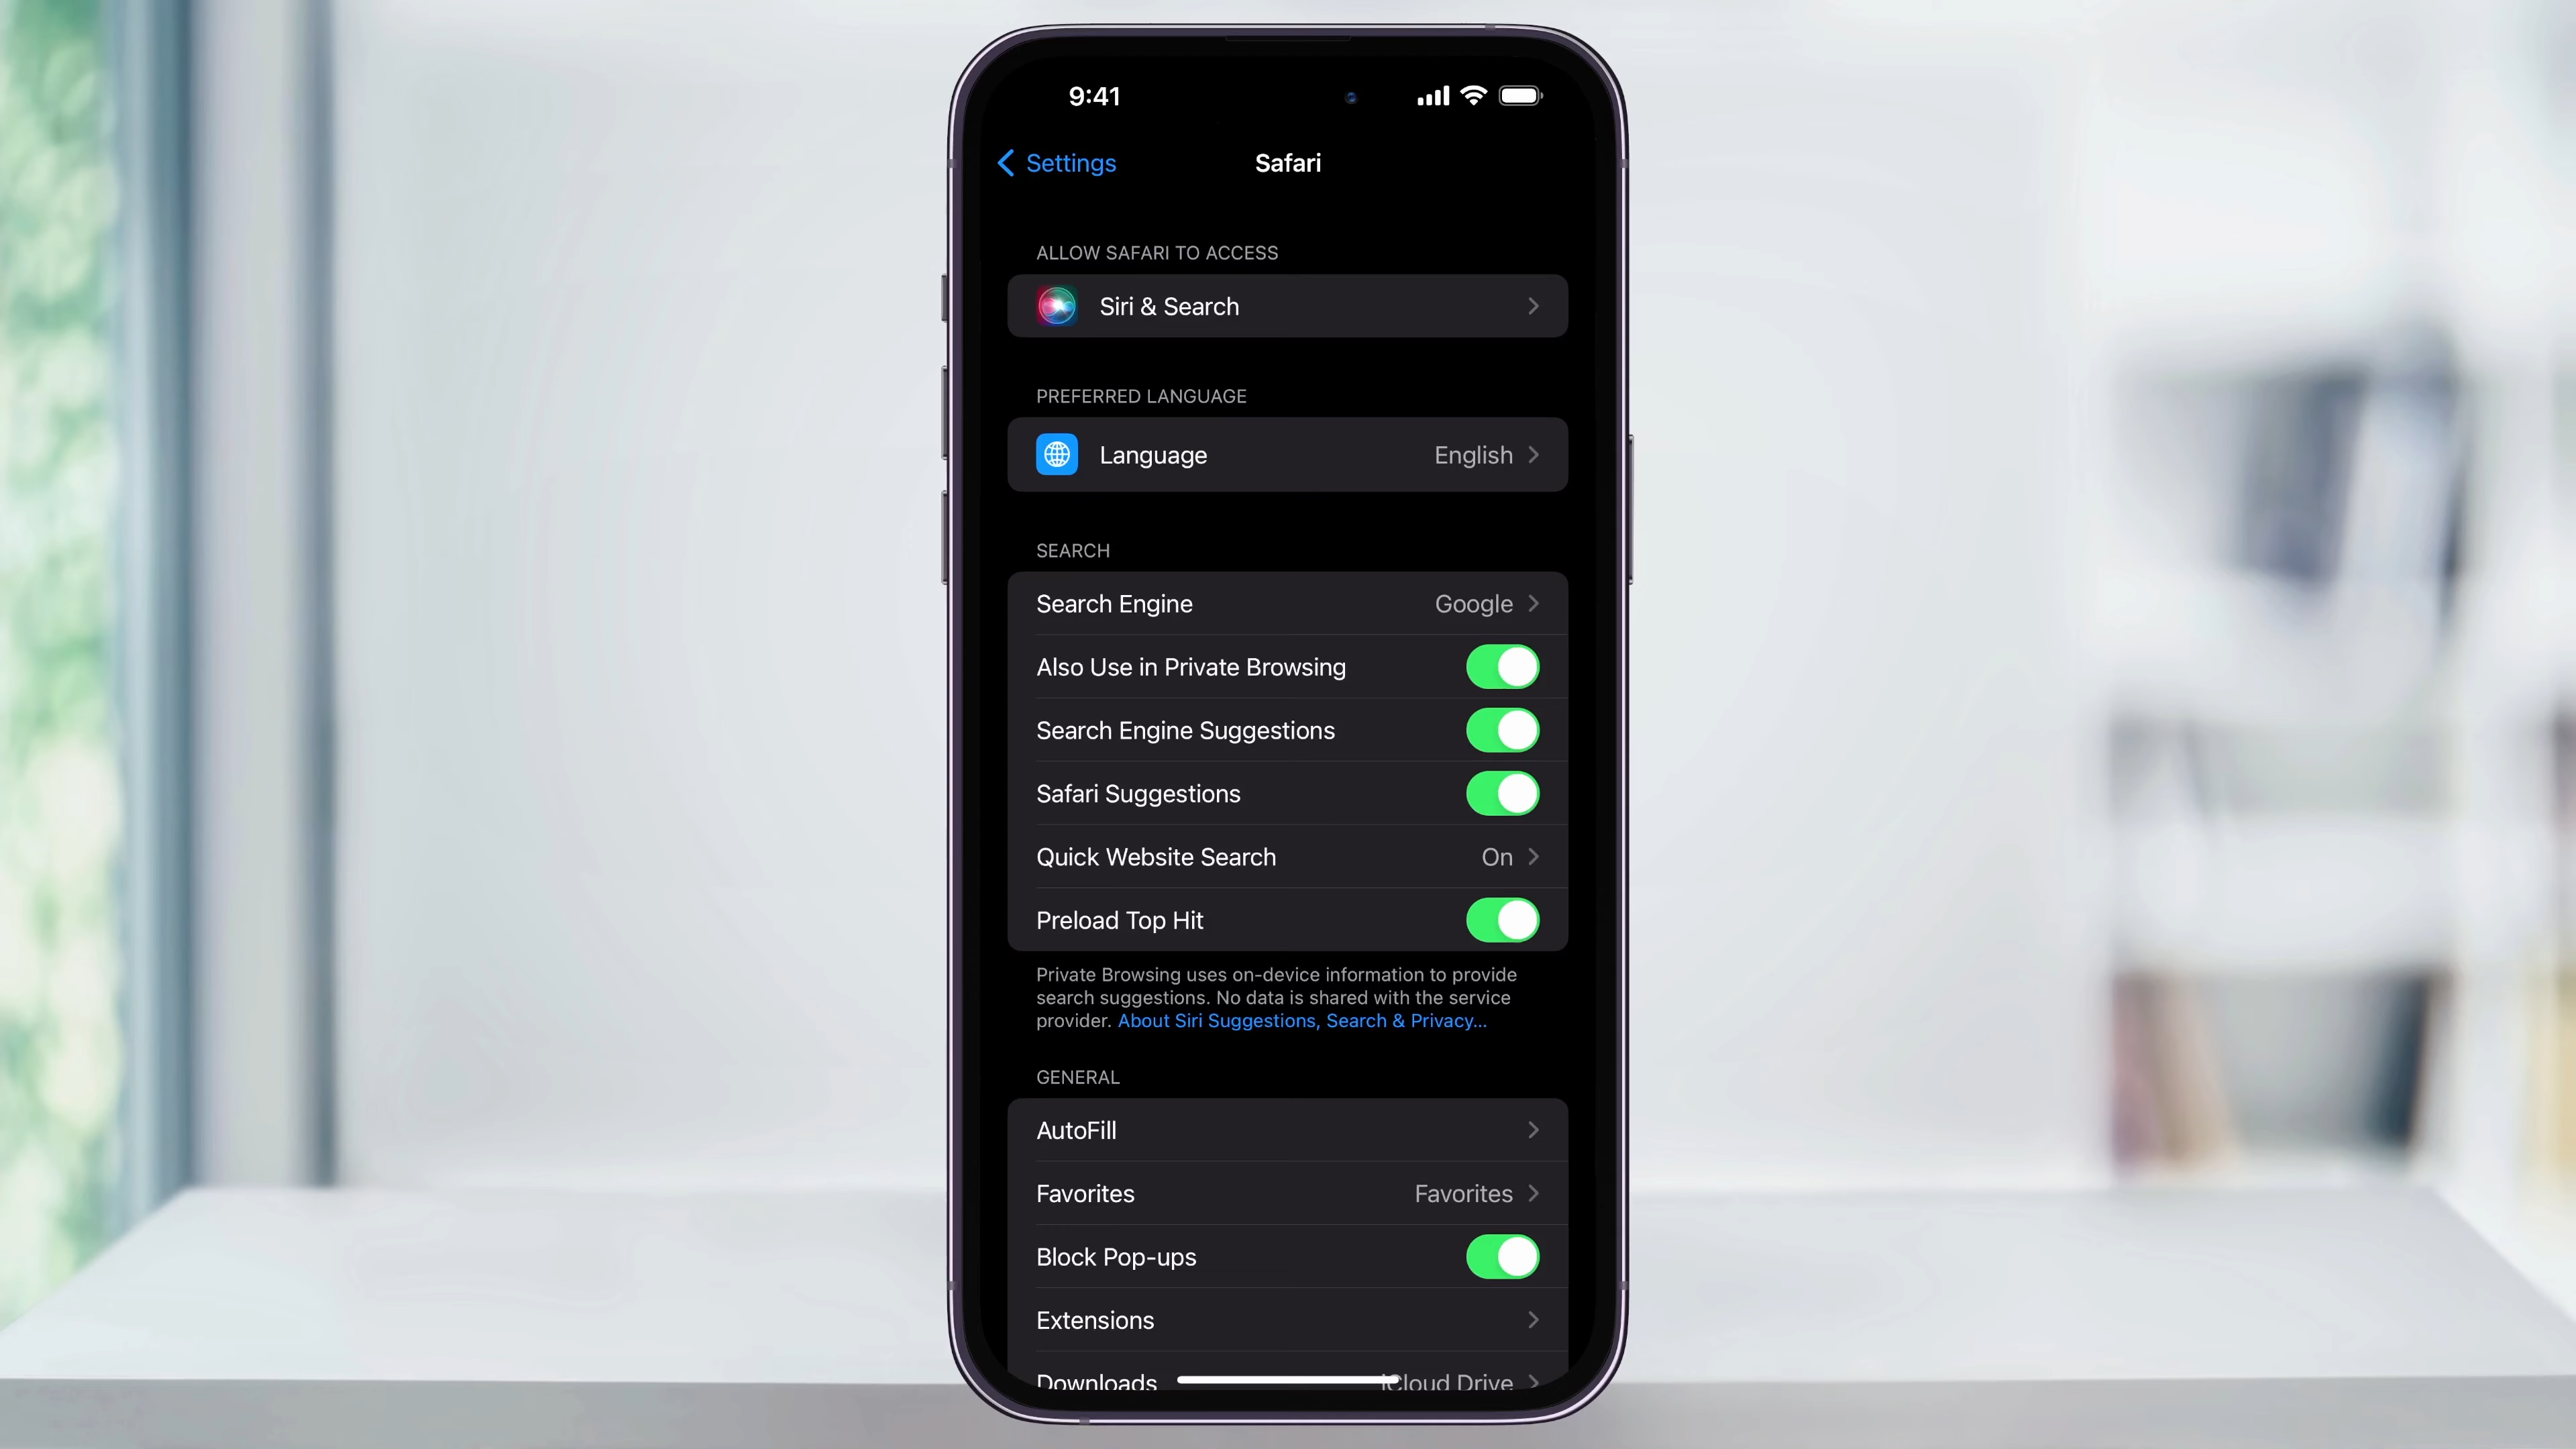 9:41
Settings
Safari
ALLOW SAFARI TO ACCESS
Siri & Search
PREFERRED LANGUAGE
Language English
SEARCH
Search Engine Google
Also Use in Private Browsing
Search Engine Suggestions
Safari Suggestions
Quick Website Search On
Preload Top Hit
Private Browsing uses on-device information to provide
search suggestions. No data is shared with the service
provider. About Siri Suggestions, Search & Privacy...
GENERAL
AutoFill
Favorites Favorites
Block Pop-ups
Extensions
Downloads iCloud Drive